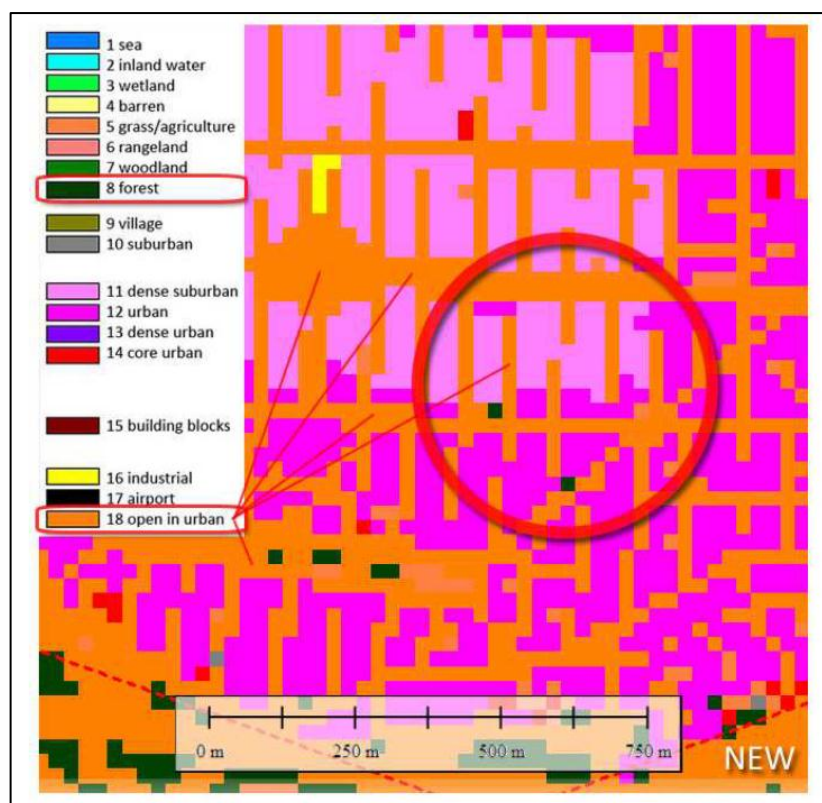 1 sea
2 inland water
3 wetland
4 barren
5 grass/agriculture
6 rangeland
7 woodland
8 forest
9 village
10 suburban
11 dense suburban
12 urban
13 dense urban
14 core urban
15 building blocks
16 industrial
17 airport
18 open in urban
0 m 250 m 500 m 750 m
NEW